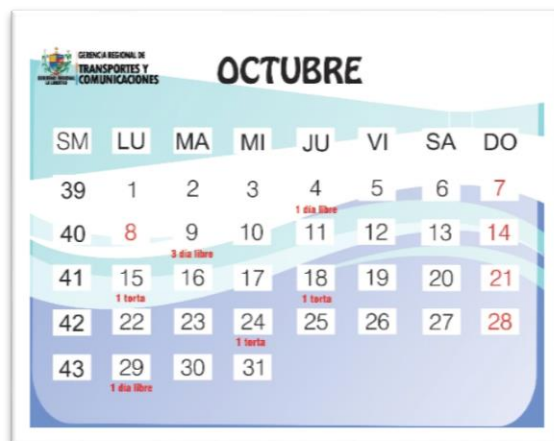 GERENCIA REGIONAL DE
TRANSPORTES Y
COMUNICACIONES
OCTUBRE
SM LU MA MI JU VI SA DO
39 1 2 3 4 5 6 7
1 dia libre
40 8 9 10 11 12 13 14
3 dia libre
41 15 16 17 18 19 20 21
1 torta 1 torta
42 22 23 24 25 26 27 28
1 torta
43 29 30 31
1 dia libre